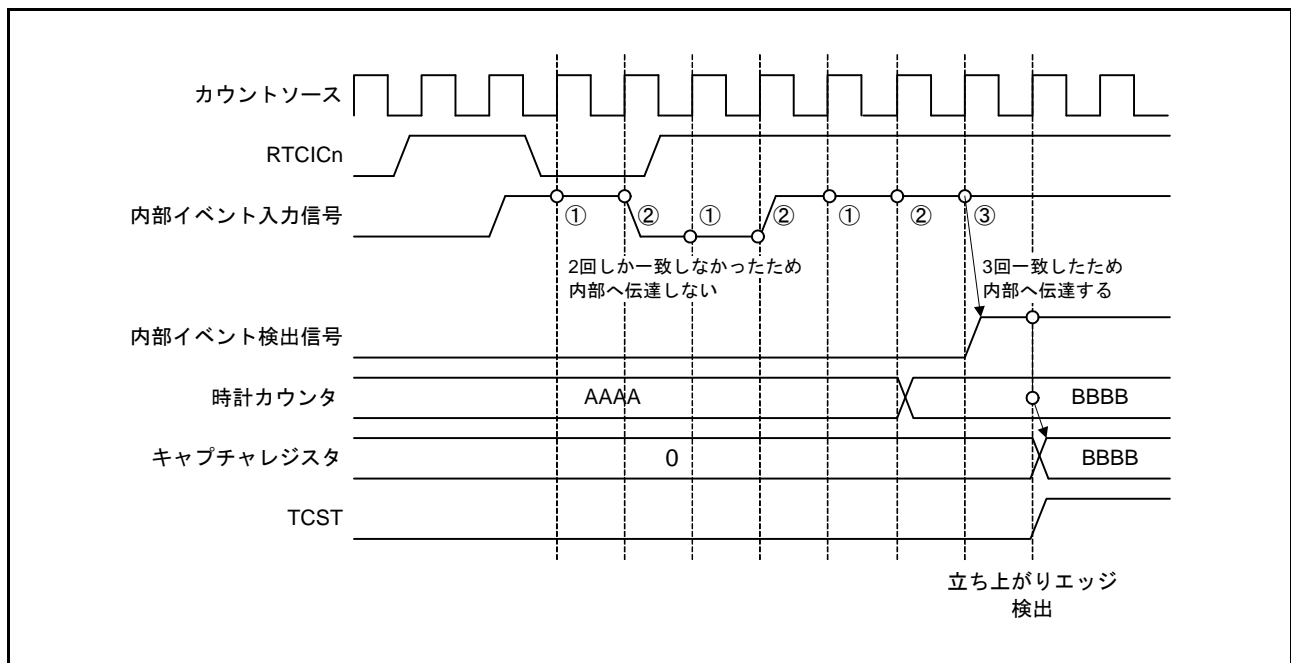 カウントソース
RTCICn
内部イベント入力信号
① ② ① ② ① ② ③
2回しか一致しなかったため
内部へ伝達しない
3回一致したため
内部へ伝達する
内部イベント検出信号
時計カウンタ
AAAA
BBBB
キャプチャレジスタ
0
BBBB
TCST
立ち上がりエッジ
検出